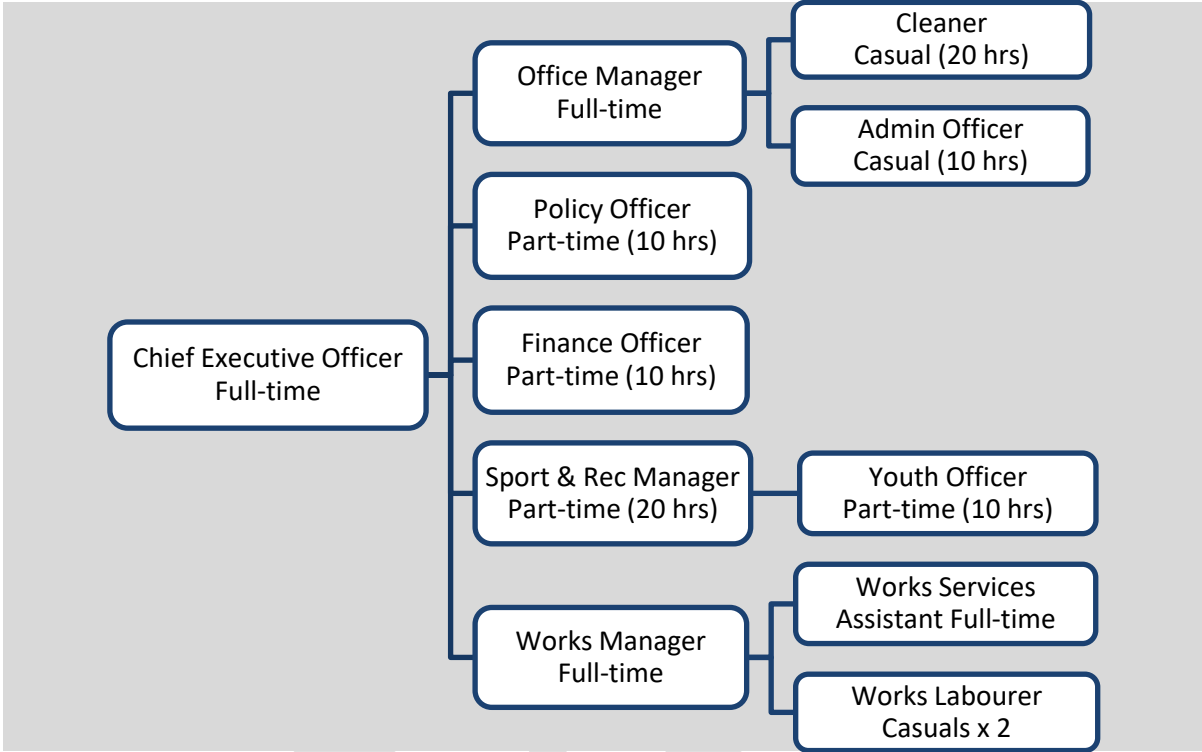 Chief Executive Officer
Full-time
Office Manager
Full-time
Cleaner
Casual (20 hrs)
Admin Officer
Casual (10 hrs)
Policy Officer
Part-time (10 hrs)
Finance Officer
Part-time (10 hrs)
Sport & Rec Manager
Part-time (20 hrs)
Youth Officer
Part-time (10 hrs)
Works Manager
Full-time
Works Services
Assistant Full-time
Works Labourer
Casuals x 2